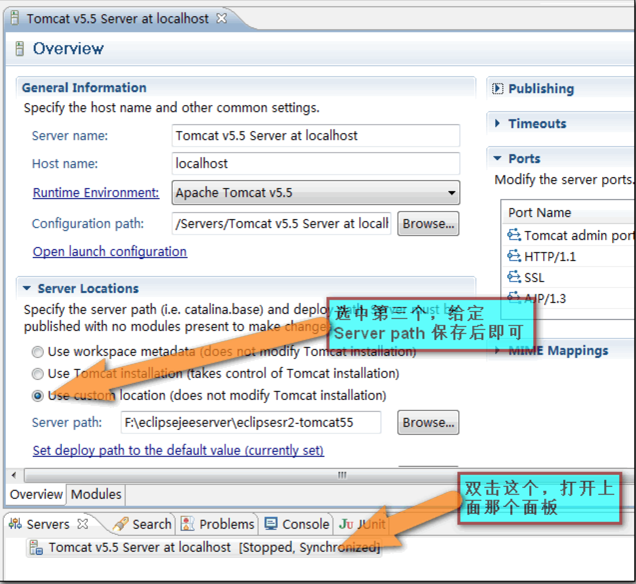 Tomcat v5.5 Server at localhost
Overview
General Information
Specify the host name and other common settings.
Server name: Tomcat v5.5 Server at localhost
Host name: localhost
Runtime Environment: Apache Tomcat v5.5
Configuration path: /Servers/Tomcat v5.5 Server at localh Browse...
Open launch configuration
Server Locations
Specify the server path (i.e. catalina.base) and deploy must b
published with no modules present to make change
Use workspace metadata (does not modify Tomcat installation)
Use Tomcat installation (takes control of Tomcat installation)
Use custom location (does not modify Tomcat installation)
Server path: F:\eclipsejeeserver\eclipsesr2-tomcat55 Browse...
Set deploy path to the default value (currently set)
Publishing
Timeouts
Ports
Modify the server ports.
Port Name
Tomcat admin port
HTTP/1.1
SSL
AJP/1.3
MIME Mappings
选中第三个，给定
Server path 保存后即可
Overview Modules
双击这个，打开上
面那个面板
Servers Search Problems Console Ju JUnit
Tomcat v5.5 Server at localhost [Stopped, Synchronized]